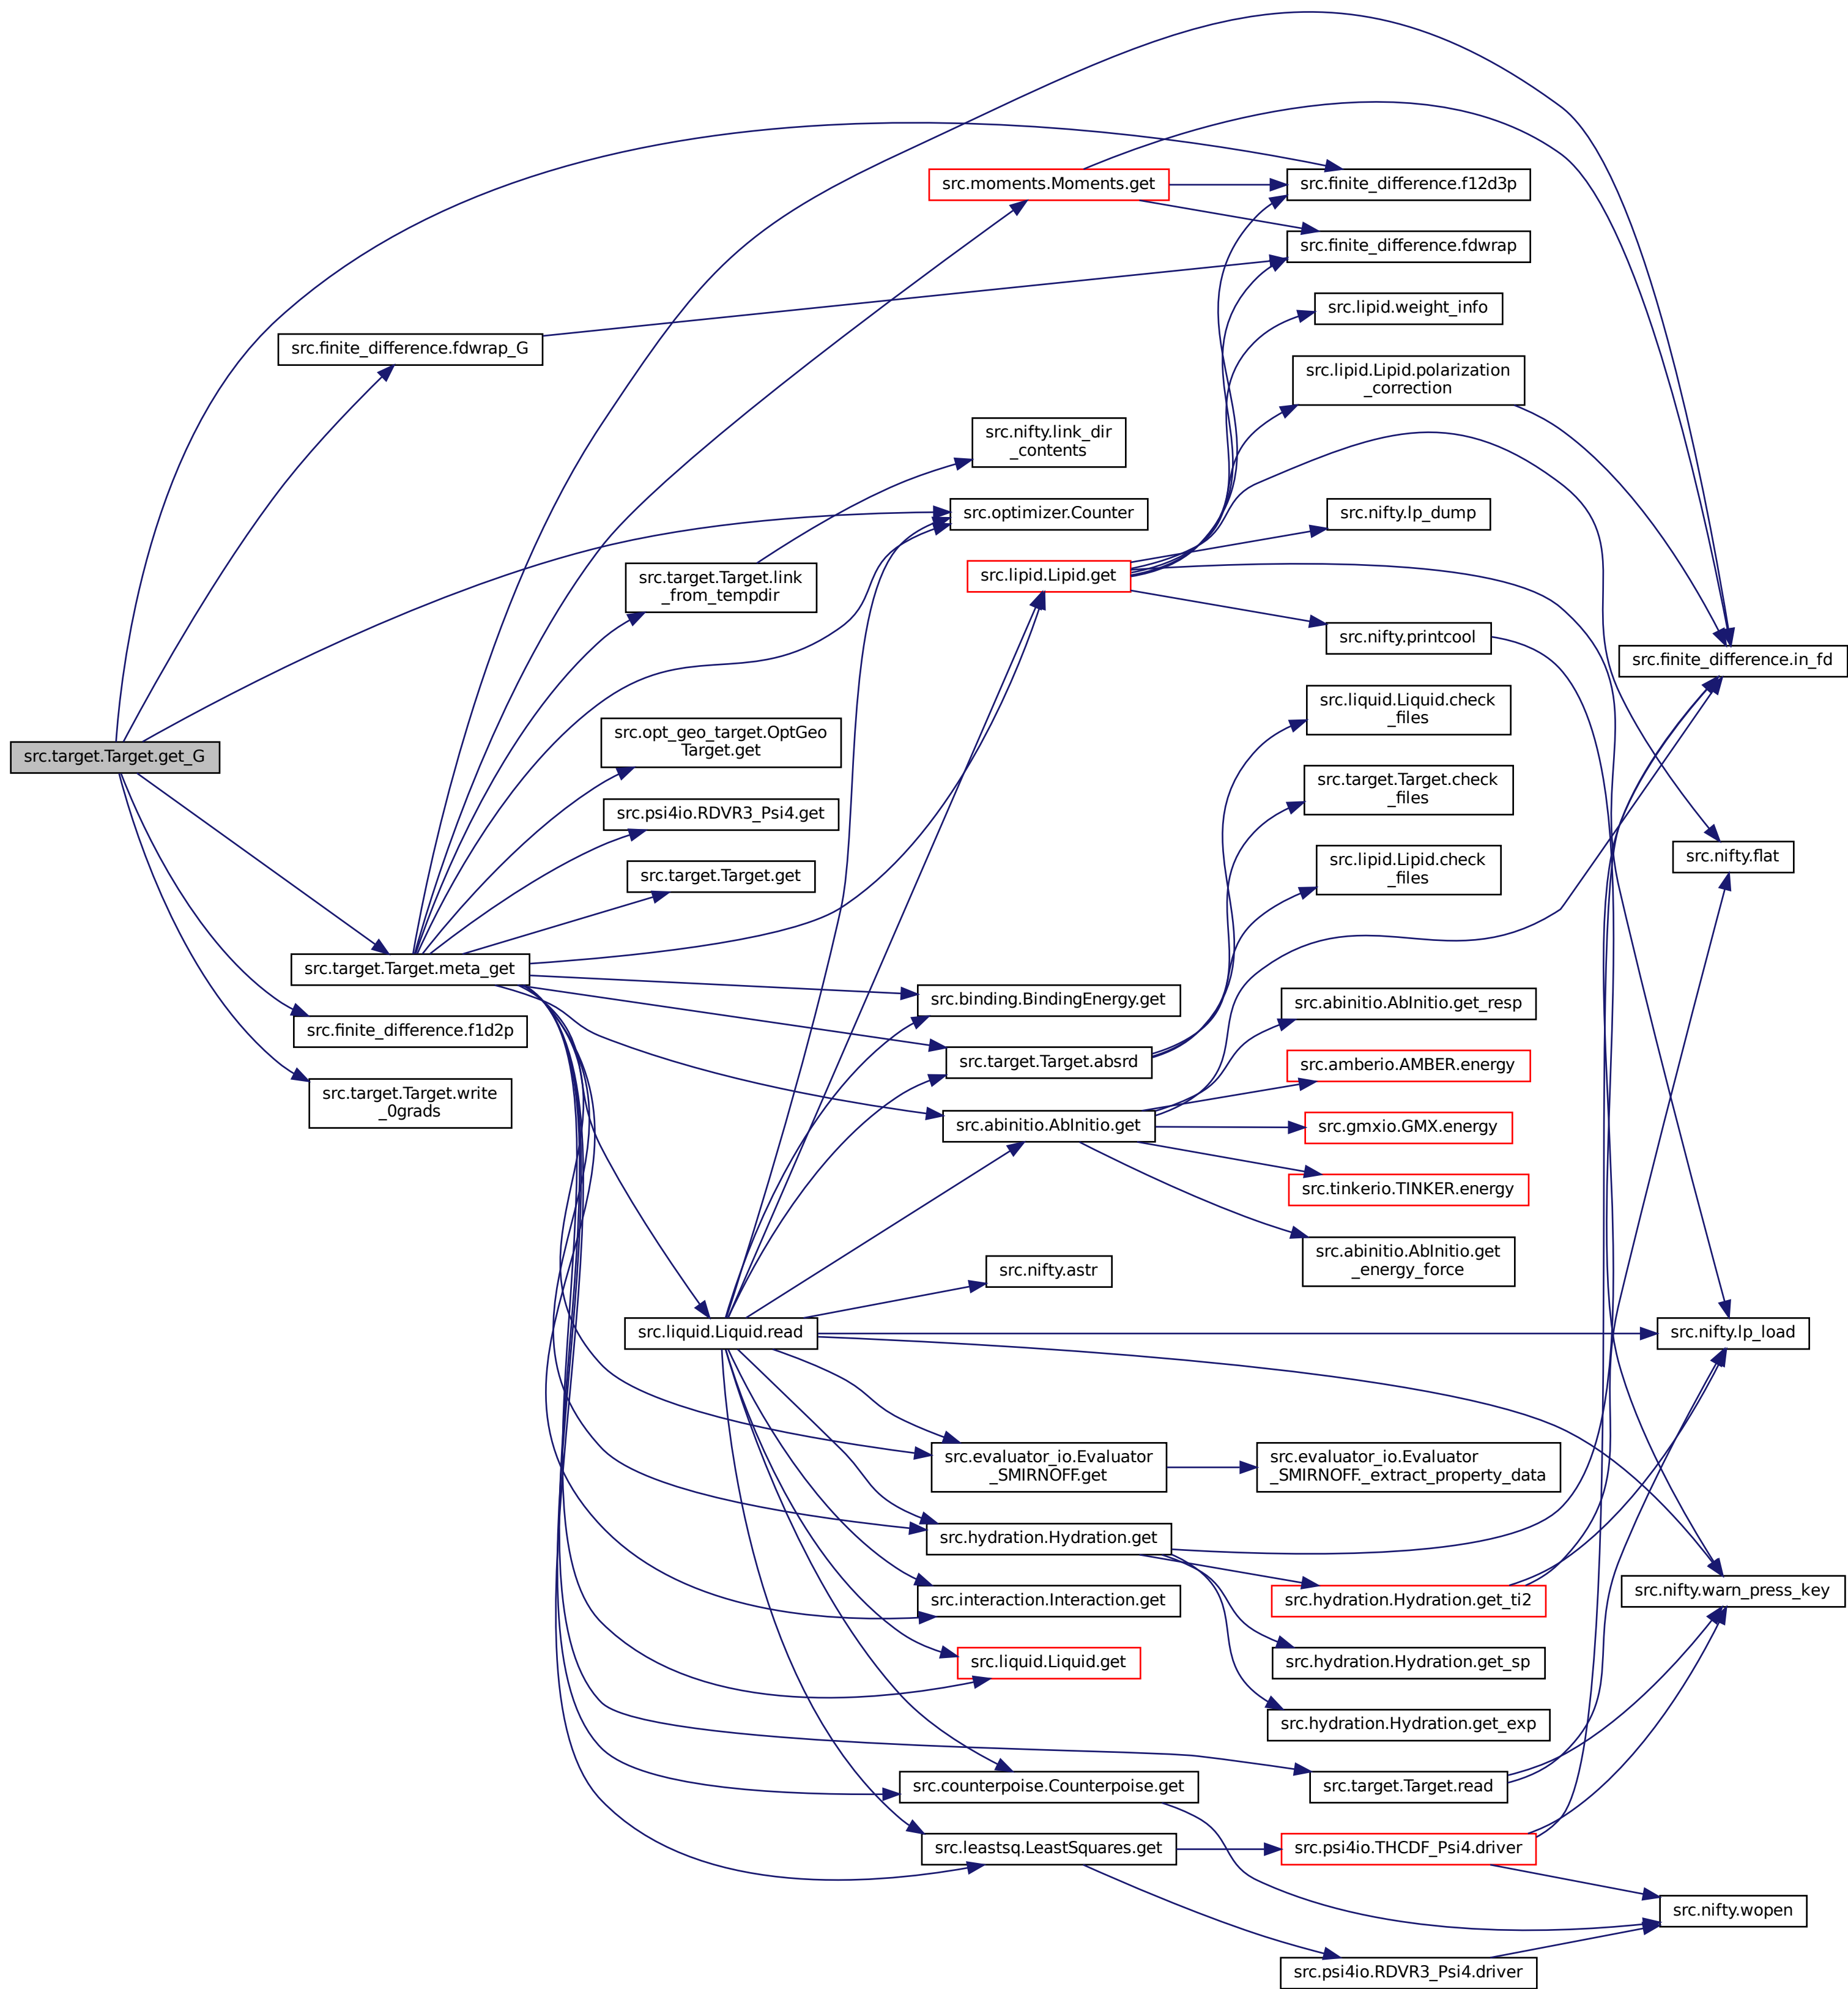 src.target.Target.get_G
src.finite_difference.fdwrap_G
src.target.Target.meta_get
src.finite_difference.f1d2p
src.target.Target.write
_0grads
src.target.Target.link
_from_tempdir
src.opt_geo_target.OptGeo
Target.get
src.psi4io.RDVR3_Psi4.get
src.target.Target.get
src.liquid.Liquid.read
src.moments.Moments.get
src.nifty.link_dir
_contents
src.optimizer.Counter
src.lipid.Lipid.get
src.binding.BindingEnergy.get
src.target.Target.absrd
src.abinitio.AbInitio.get
src.nifty.astr
src.evaluator_io.Evaluator
_SMIRNOFF.get
src.hydration.Hydration.get
src.interaction.Interaction.get
src.liquid.Liquid.get
src.counterpoise.Counterpoise.get
src.leastsq.LeastSquares.get
src.finite_difference.f12d3p
src.finite_difference.fdwrap
src.lipid.weight_info
src.lipid.Lipid.polarization
_correction
src.nifty.lp_dump
src.nifty.printcool
src.liquid.Liquid.check
_files
src.target.Target.check
_files
src.lipid.Lipid.check
_files
src.abinitio.AbInitio.get_resp
src.amberio.AMBER.energy
src.gmxio.GMX.energy
src.tinkerio.TINKER.energy
src.abinitio.AbInitio.get
_energy_force
src.evaluator_io.Evaluator
_SMIRNOFF._extract_property_data
src.hydration.Hydration.get_ti2
src.hydration.Hydration.get_sp
src.hydration.Hydration.get_exp
src.target.Target.read
src.psi4io.THCDF_Psi4.driver
src.psi4io.RDVR3_Psi4.driver
src.finite_difference.in_fd
src.nifty.flat
src.nifty.lp_load
src.nifty.warn_press_key
src.nifty.wopen